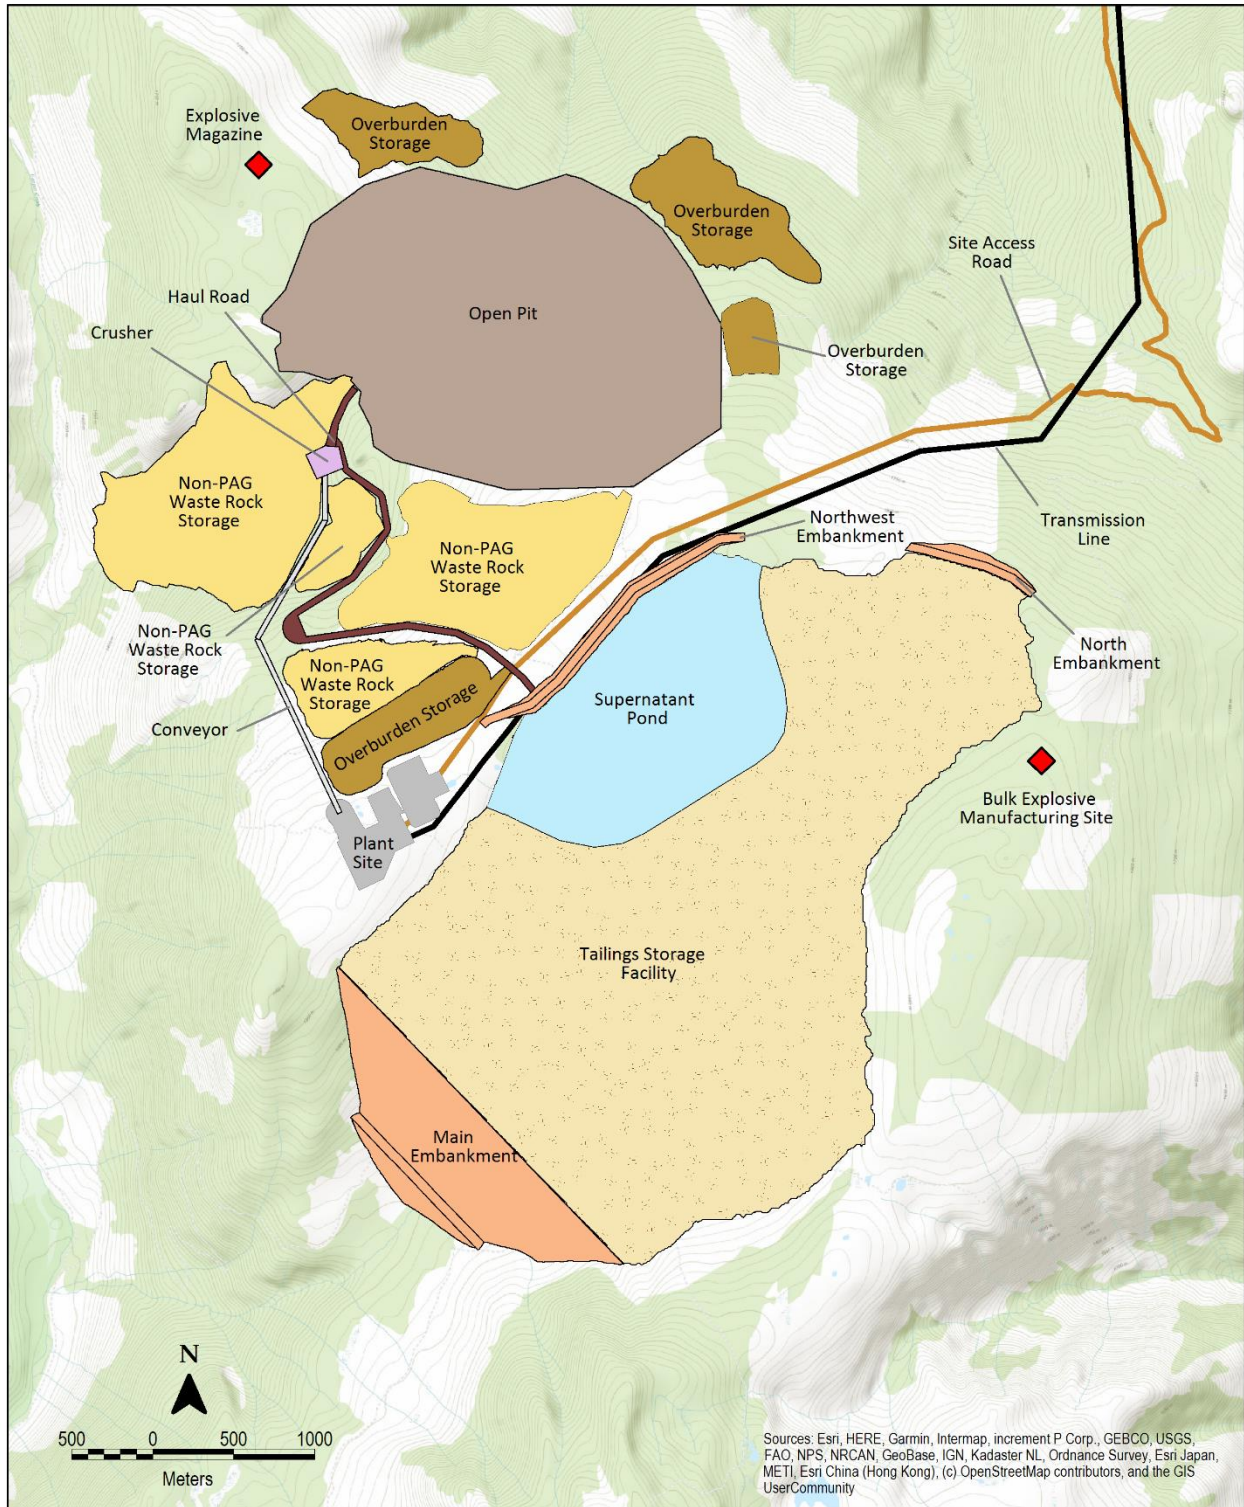 Explosive
Magazine
Overburden
Storage
Overburden
Storage
Site Access
Road
Haul Road
Open Pit
Crusher
Overburden
Storage
Non-PAG
Waste Rock
Storage
Northwest
Embankment
Transmission
Line
Non-PAG
Waste Rock
Storage
Non-PAG
Waste Rock
Storage
North
Embankment
Non-PAG
Waste Rock
Storage
Overburden Storage
Supernatant
Pond
Conveyor
Bulk Explosive
Manufacturing Site
Plant
Site
Tailings Storage
Facility
Main
Embankment
N
500 0 500 1000
Meters
Sources: Esri, HERE, Garmin, Intermap, increment P Corp., GEBCO, USGS,
FAO, NPS, NRCAN, GeoBase, IGN, Kadaster NL, Ordnance Survey, Esri Japan,
METI, Esri China (Hong Kong), (c) OpenStreetMap contributors, and the GIS
UserCommunity